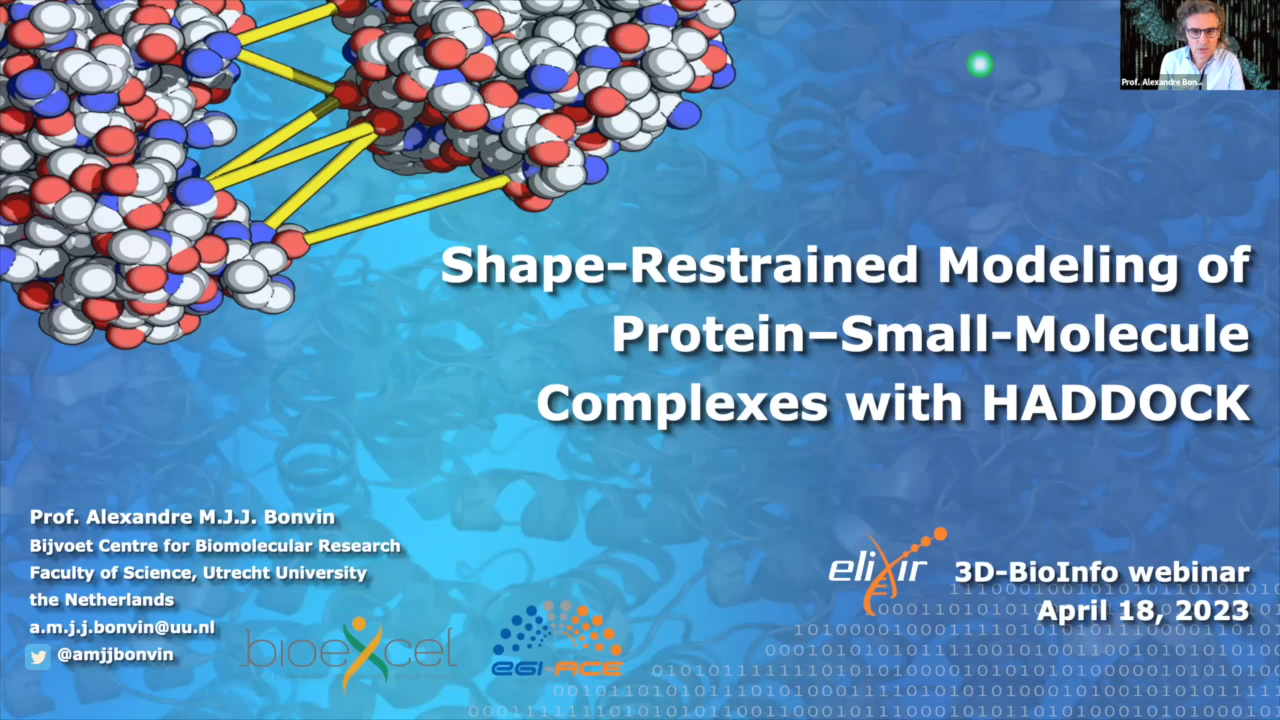 Prof. Alexandre Bon...
Shape-Restrained Modeling of
Protein–Small-Molecule
Complexes with HADDOCK
Prof. Alexandre M.J.J. Bonvin
Bijvoet Centre for Biomolecular Research
Faculty of Science, Utrecht University
the Netherlands
a.m.j.j.bonvin@uu.nl
@amjjbonvin
bioexcel
EGI-ACE
elixir
3D-BioInfo webinar
April 18, 2023